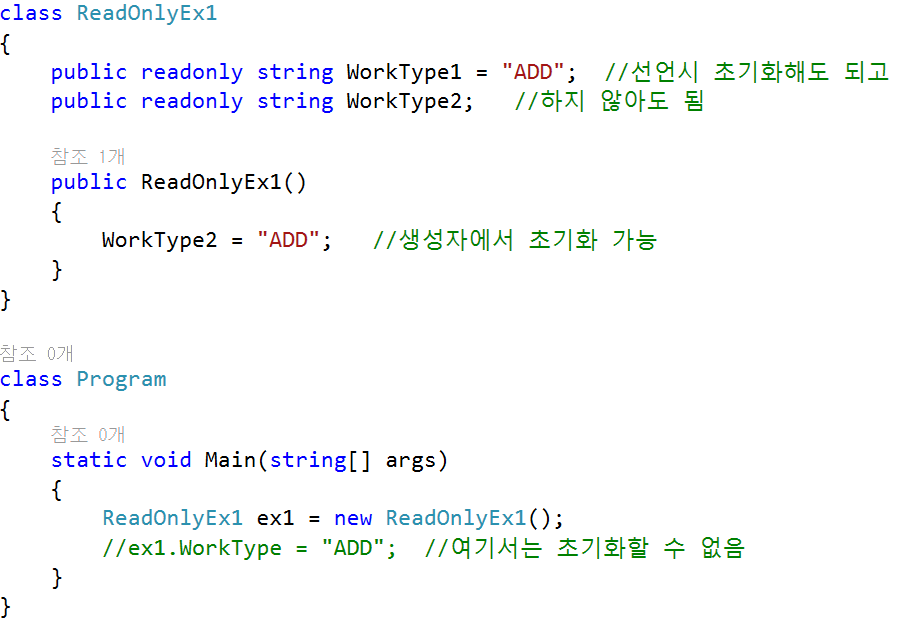 class ReadOnlyEx1
{
    public readonly string WorkType1 = "ADD";  //선언시 초기화해도 되고
    public readonly string WorkType2;   //하지 않아도 됨

    참조 1개
    public ReadOnlyEx1()
    {
        WorkType2 = "ADD";   //생성자에서 초기화 가능
    }
}

참조 0개
class Program
{
    참조 0개
    static void Main(string[] args)
    {
        ReadOnlyEx1 ex1 = new ReadOnlyEx1();
        //ex1.WorkType = "ADD";  //여기서는 초기화할 수 없음
    }
}